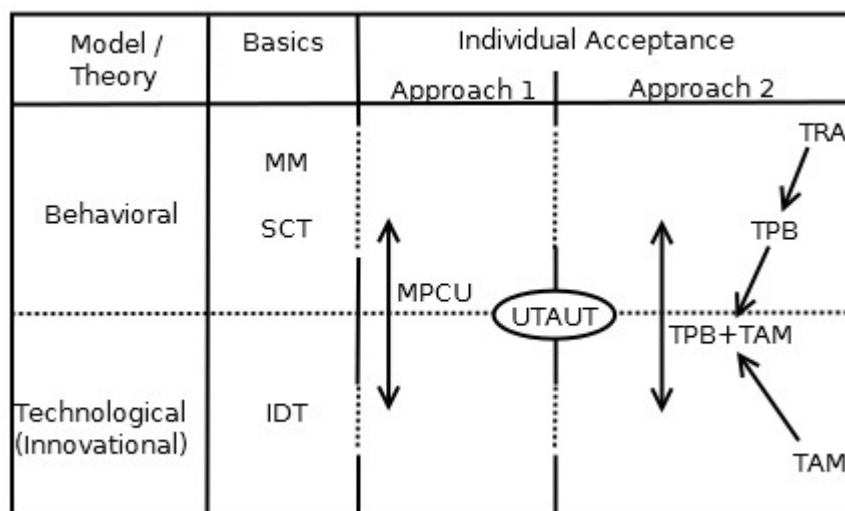 Model /
Theory
Basics
Individual Acceptance
Approach 1
Approach 2
TRA
MM
Behavioral
SCT
TPB
MPCU
UTAUT
TPB+TAM
Technological
(Innovational)
IDT
TAM